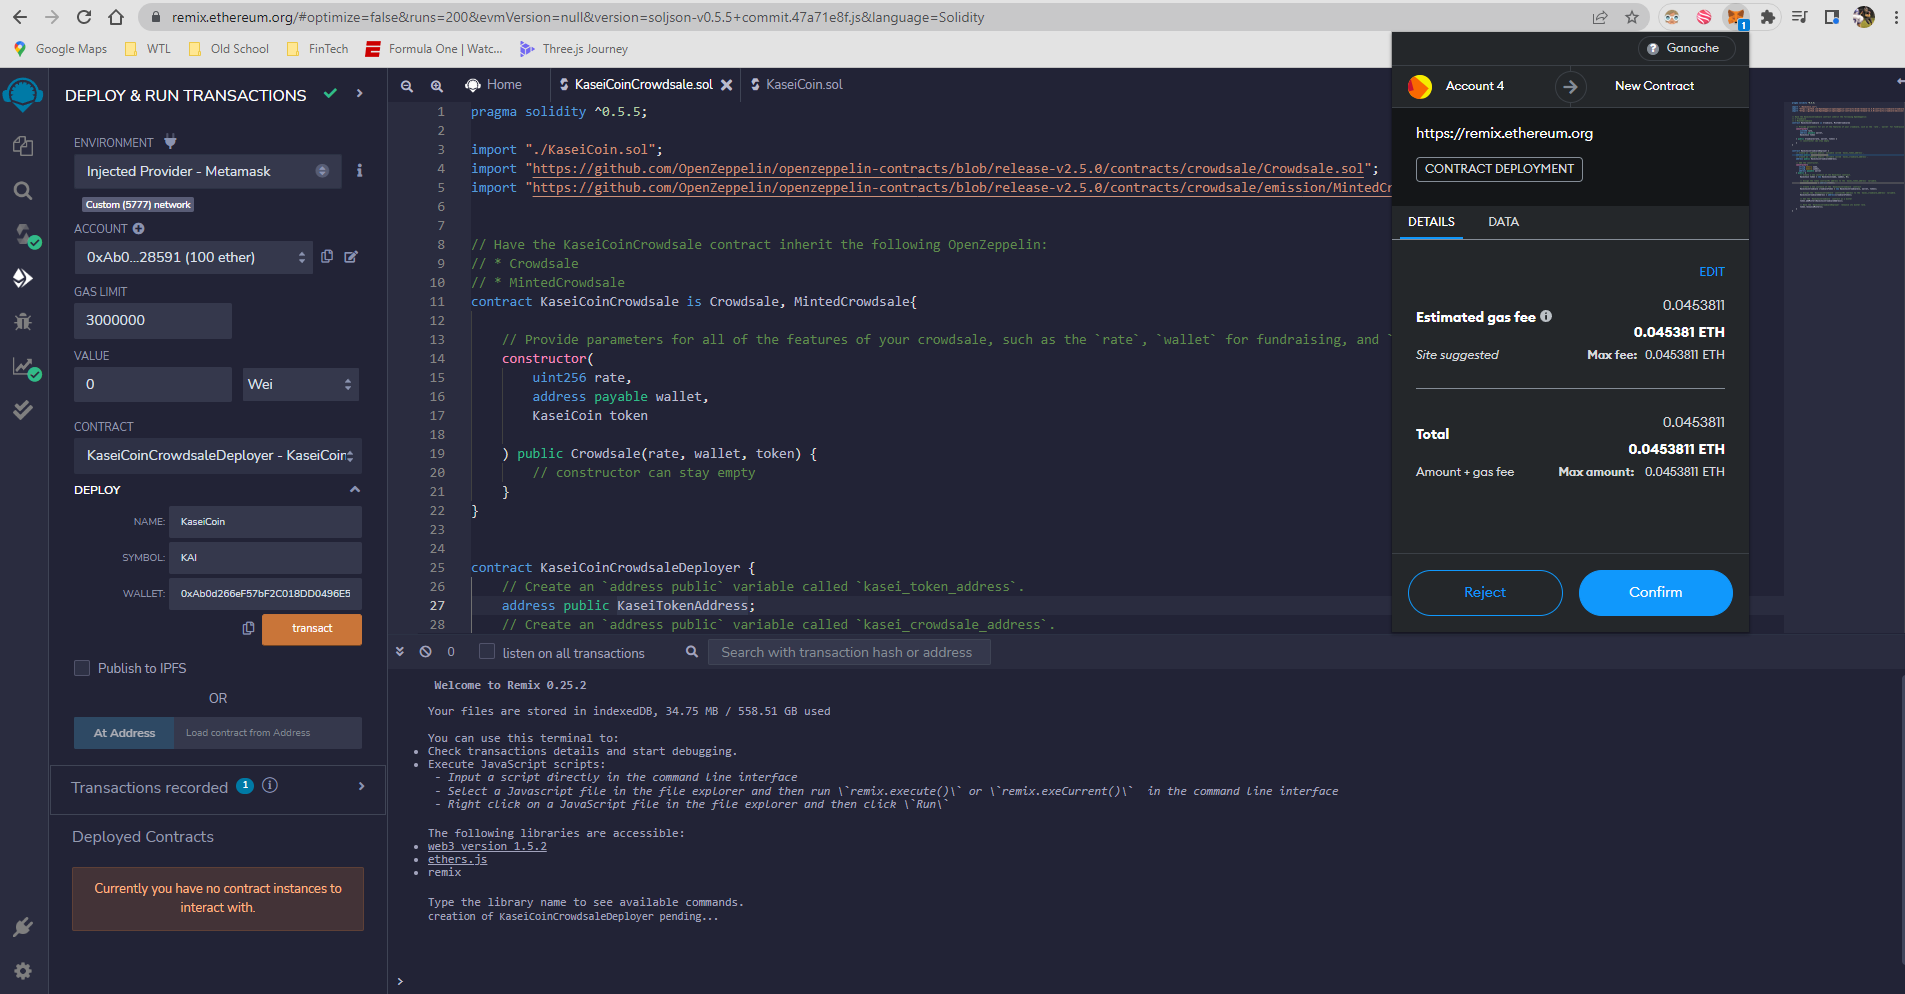 remix.ethereum.org/#optimize=false&runs=200&evmVersion=null&version=soljson-v0.5.5+commit.47a71e8f.js&language=Solidity
1
Google Maps
WTL
Old School
FinTech
Formula One | Watc...
Three.js Journey
DEPLOY & RUN TRANSACTIONS
ENVIRONMENT
Injected Provider - Metamask
Custom (5777) network
ACCOUNT
0xAb0...28591 (100 ether)
GAS LIMIT
3000000
VALUE
0
Wei
CONTRACT
KaseiCoinCrowdsaleDeployer - KaseiCoin
DEPLOY
NAME:
KaseiCoin
SYMBOL:
KAI
WALLET:
0xAb0d266eF57bF2C018DD0496E5
transact
Publish to IPFS
OR
At Address
Load contract from Address
Transactions recorded 1
Deployed Contracts
Currently you have no contract instances to
interact with.
Home
KaseiCoinCrowdsale.sol
KaseiCoin.sol
1 pragma solidity ^0.5.5;
2
3 import "./KaseiCoin.sol";
4 import "https://github.com/OpenZeppelin/openzeppelin-contracts/blob/release-v2.5.0/contracts/crowdsale/Crowdsale.sol";
5 import "https://github.com/OpenZeppelin/openzeppelin-contracts/blob/release-v2.5.0/contracts/crowdsale/emission/MintedCr
6
7
8 // Have the KaseiCoinCrowdsale contract inherit the following OpenZeppelin:
9 // * Crowdsale
10 // * MintedCrowdsale
11 contract KaseiCoinCrowdsale is Crowdsale, MintedCrowdsale{
12
13 // Provide parameters for all of the features of your crowdsale, such as the `rate`, `wallet` for fundraising, and `
14 constructor(
15 uint256 rate,
16 address payable wallet,
17 KaseiCoin token
18
19 ) public Crowdsale(rate, wallet, token) {
20 // constructor can stay empty
21 }
22 }
23
24
25 contract KaseiCoinCrowdsaleDeployer {
26 // Create an `address public` variable called `kasei_token_address`.
27 address public KaseiTokenAddress;
28 // Create an `address public` variable called `kasei_crowdsale_address`.
0
listen on all transactions
Search with transaction hash or address
Welcome to Remix 0.25.2
Your files are stored in indexedDB, 34.75 MB / 558.51 GB used
You can use this terminal to:
• Check transactions details and start debugging.
• Execute JavaScript scripts:
- Input a script directly in the command line interface
- Select a Javascript file in the file explorer and then run \`remix.execute()\` or \`remix.exeCurrent()\` in the command line interface
- Right click on a JavaScript file in the file explorer and then click \`Run\`
The following libraries are accessible:
• web3 version 1.5.2
• ethers.js
• remix
Type the library name to see available commands.
creation of KaseiCoinCrowdsaleDeployer pending...
>
Ganache
Account 4
New Contract
https://remix.ethereum.org
CONTRACT DEPLOYMENT
DETAILS
DATA
EDIT
0.0453811
Estimated gas fee
0.045381 ETH
Site suggested
Max fee: 0.0453811 ETH
0.0453811
Total
0.0453811 ETH
Amount + gas fee
Max amount: 0.0453811 ETH
Reject
Confirm